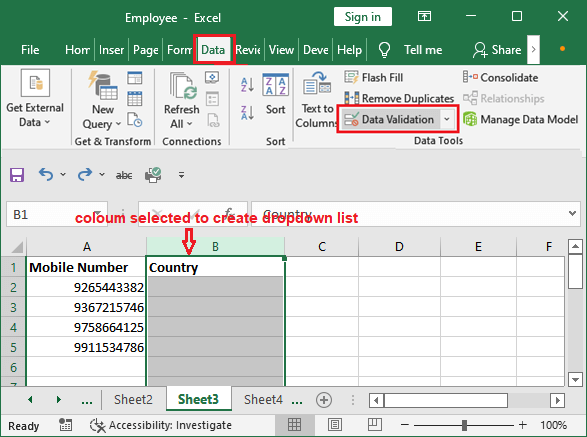 Employee - Excel
Sign in
File Hom Inser Page Form Data Revie View Deve Help Tell me Share
Get External Data
New Query
Get & Transform
Refresh All
Connections
Sort
Sort
Text to Columns
Flash Fill
Remove Duplicates
Data Validation
Consolidate
Relationships
Manage Data Model
Data Tools
abc
coloum selected to create dropdown list
B1 fx Country
A B C D E F
1 Mobile Number Country
2 9265443382
3 9367215746
4 9758664125
5 9911534786
6
7
... Sheet2 Sheet3 Sheet4 ...
Ready Accessibility: Investigate 100%